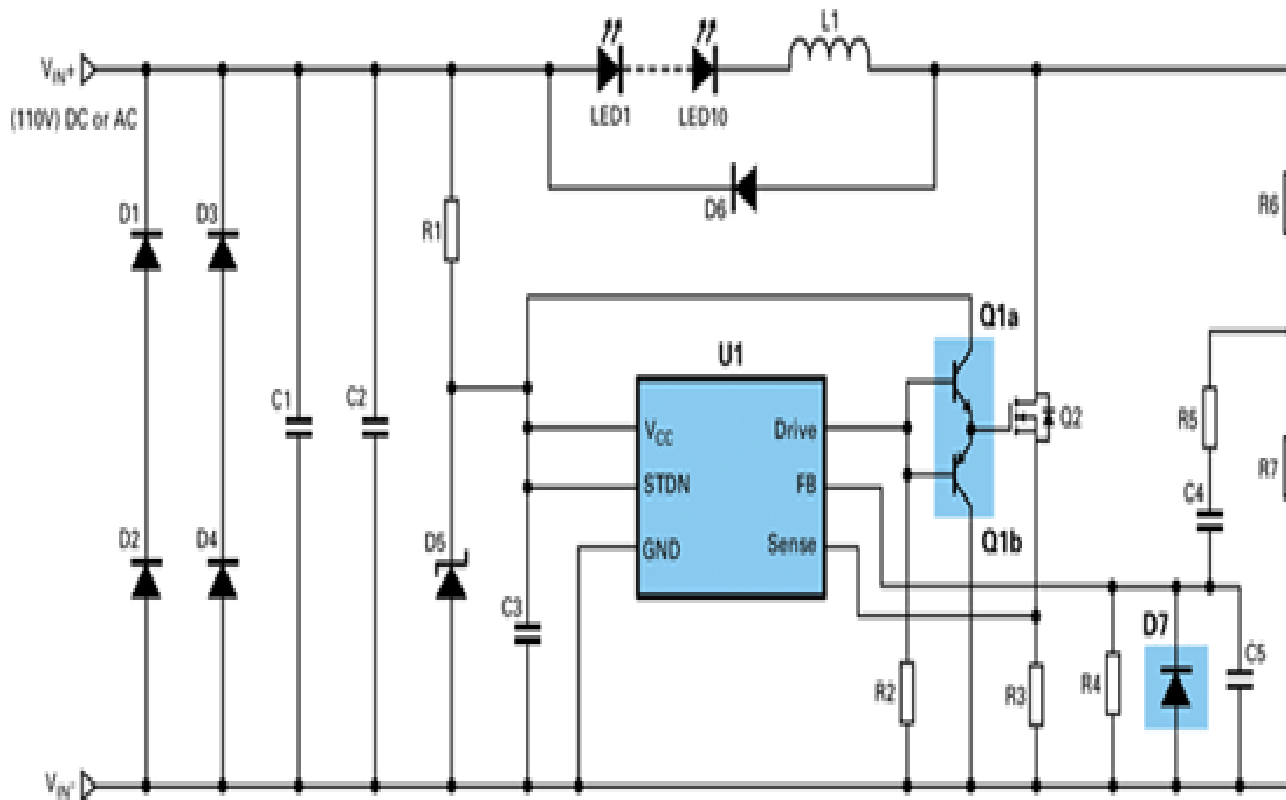 L1
VIN+
(110V) DC or AC
LED1
LED10
D1
D3
R1
D6
R6
Q1a
U1
C1
C2
VCC
Drive
Q2
R5
STDN
FB
R7
C4
D2
D4
D5
GND
Sense
Q1b
C3
D7
C5
R2
R3
R4
VIN-